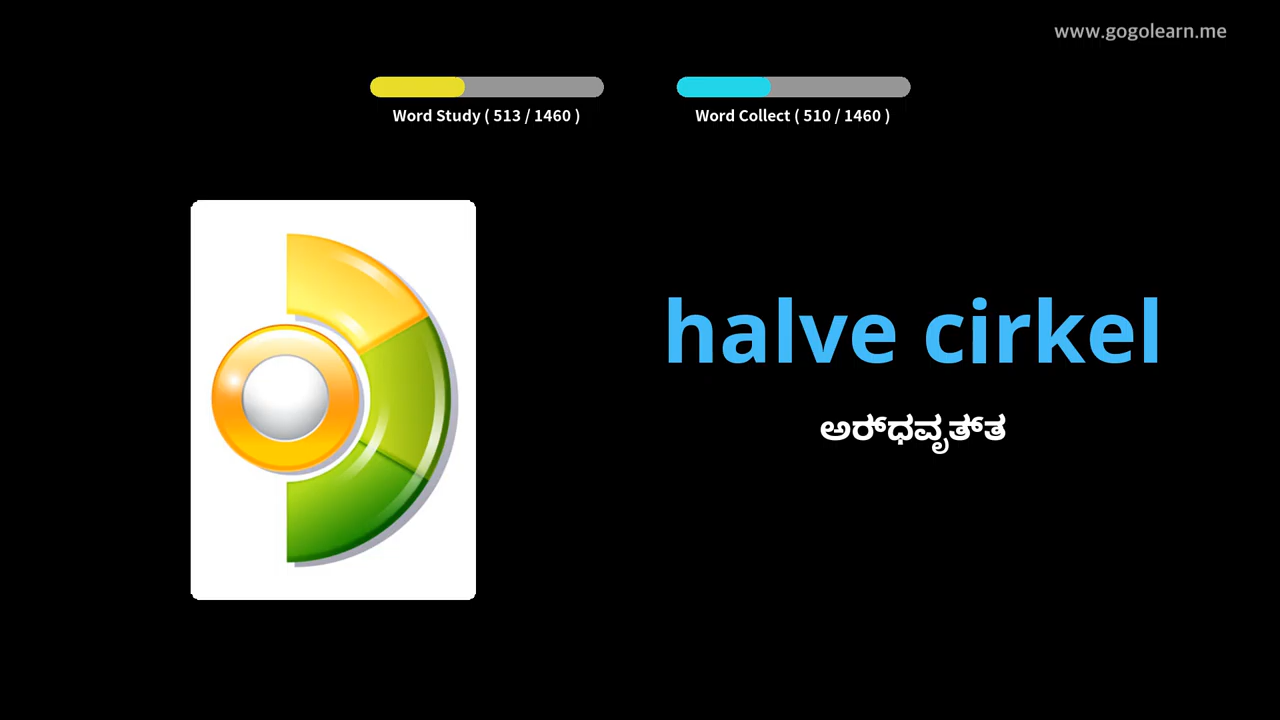 www.gogolearn.me
Word Study ( 513 / 1460 )
Word Collect ( 510 / 1460 )
halve cirkel
ಅರ್ಧವೃತ್ತ